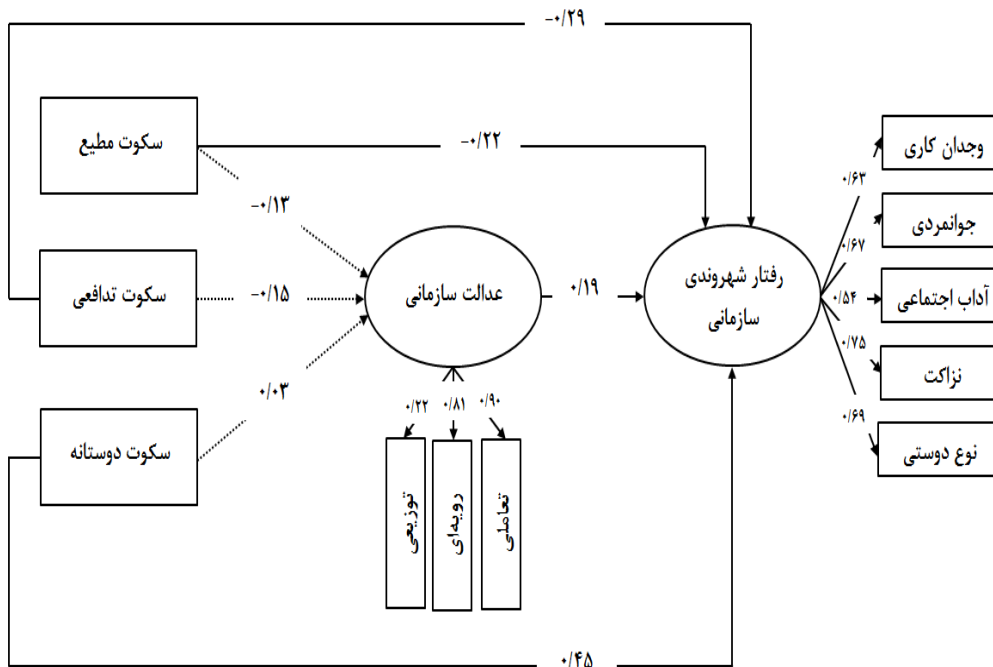 -۰/۲۹
سکوت مطیع
-۰/۲۲
وجدان کاری
۰/۶۳
-۰/۱۳
جوانمردی
۰/۶۷
سکوت تدافعی
-۰/۱۵
عدالت سازمانی
۰/۱۹
رفتار شهروندی
سازمانی
۰/۵۴
آداب اجتماعی
۰/۷۵
نزاکت
۰/۰۳
سکوت دوستانه
۰/۲۲
۰/۸۱
۰/۹۰
۰/۶۹
نوع دوستی
توزیعی
رویه‌ای
تعاملی
۰/۴۵